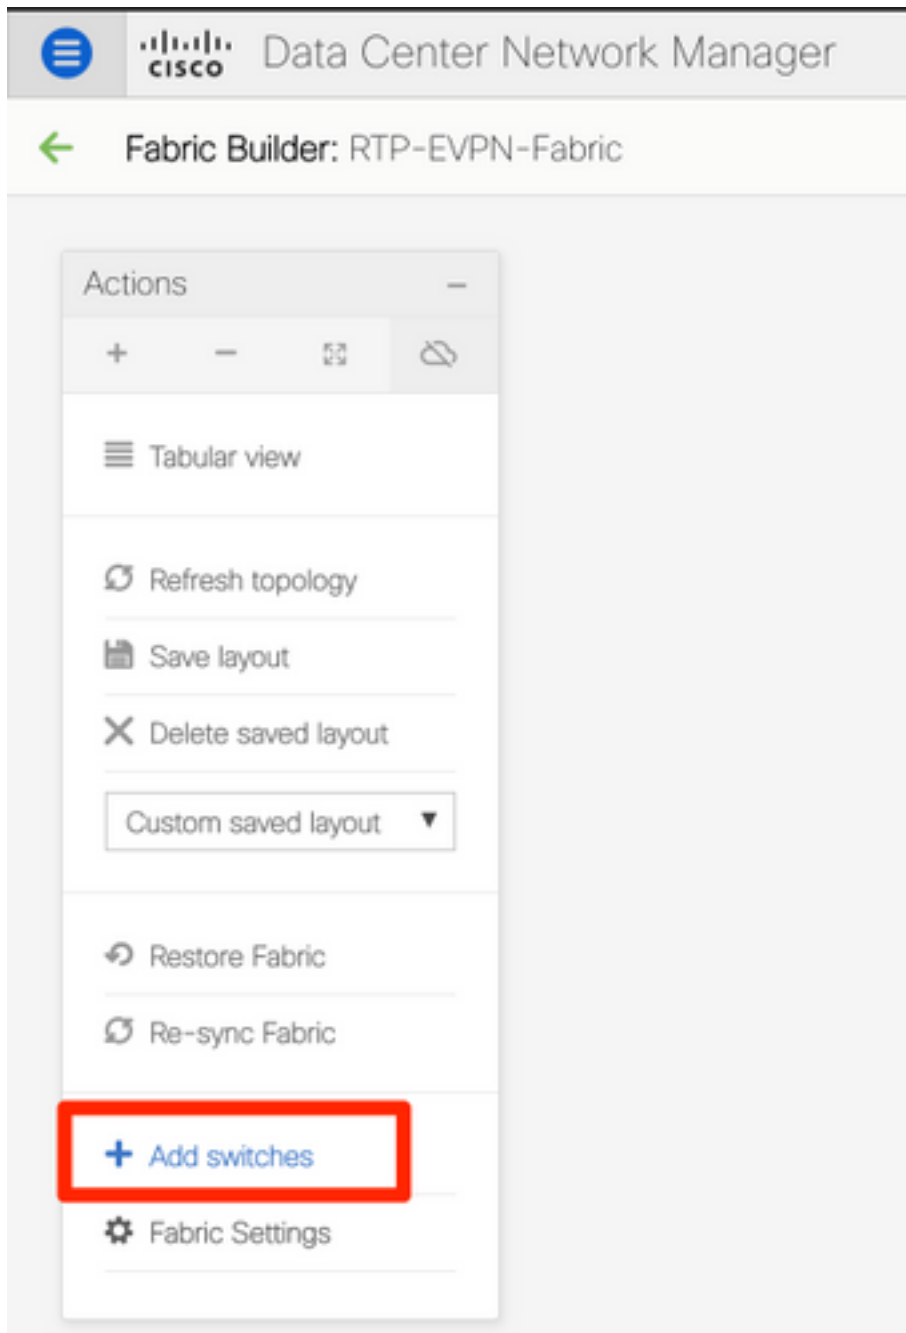 CISCO Data Center Network Manager
Fabric Builder: RTP-EVPN-Fabric
Actions
Tabular view
Refresh topology
Save layout
Delete saved layout
Custom saved layout
Restore Fabric
Re-sync Fabric
Add switches
Fabric Settings